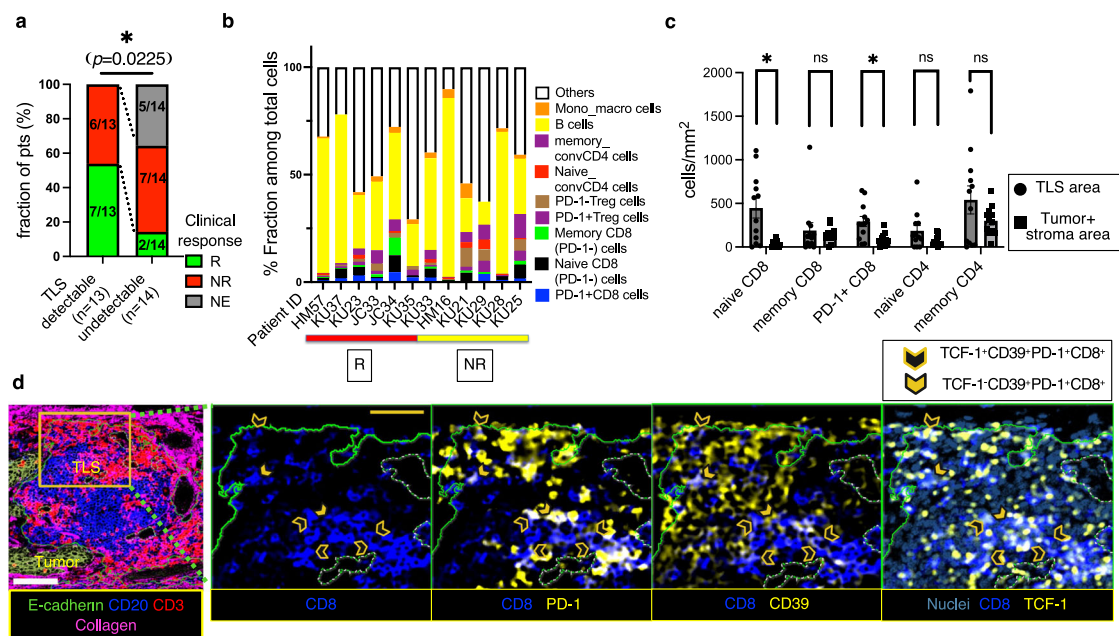 a
*
(p=0.0225)
fraction of pts (%)
100
80
60
40
20
0
6/13
7/13
5/14
7/14
2/14
TLS
detectable
(n=13)
undetectable
(n=14)
Clinical
response
R
NR
NE
b
% Fraction among total cells
100
50
0
Patient ID
HM57
KU37
KU23
JC33
JC34
KU35
KU33
HM16
KU21
KU29
KU28
KU25
R
NR
Others
Mono_macro cells
B cells
memory_
convCD4 cells
Naive_
convCD4 cells
PD-1-Treg cells
PD-1+Treg cells
Memory CD8
(PD-1-) cells
Naive CD8
(PD-1-) cells
PD-1+CD8 cells
c
cells/mm²
2000
1500
1000
500
0
*
ns
*
ns
ns
naive CD8
memory CD8
PD-1+ CD8
naive CD4
memory CD4
TLS area
Tumor+
stroma area
TCF-1⁺CD39⁺PD-1⁺CD8⁺
TCF-1⁻CD39⁺PD-1⁺CD8⁺
d
TLS
Tumor
E-cadherin CD20 CD3
Collagen
CD8
CD8 PD-1
CD8 CD39
Nuclei CD8 TCF-1